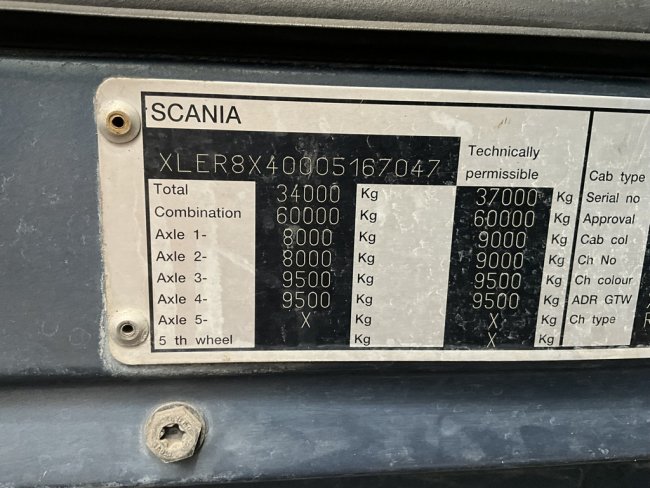 SCANIA
XLER8X40005167047 Technically permissible Cab type
Total 34000 Kg 37000 Kg Serial no
Combination 60000 Kg 60000 Kg Approval
Axle 1- 8000 Kg 9000 Kg Cab col
Axle 2- 8000 Kg 9000 Kg Ch No
Axle 3- 9500 Kg 9500 Kg Ch colour
Axle 4- 9500 Kg 9500 Kg ADR GTW
Axle 5- X Kg X Kg Ch type
5 th wheel Kg X Kg